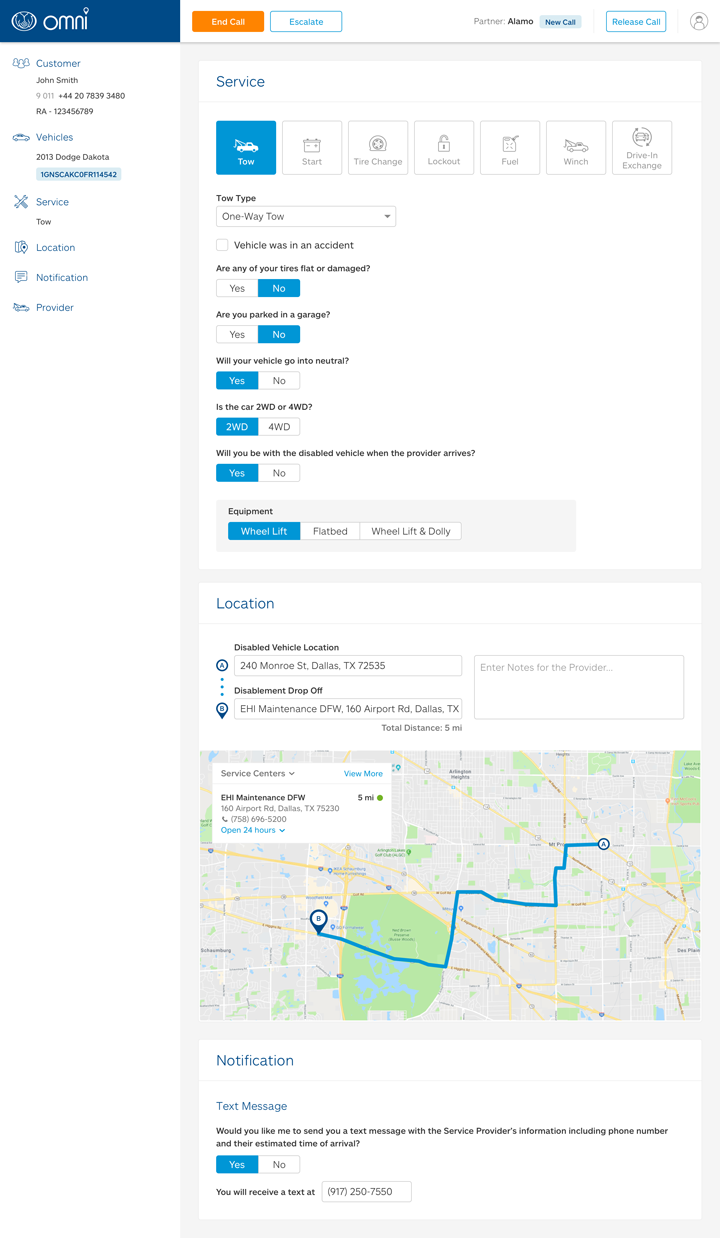 omni
End Call
Escalate
Partner: Alamo
New Call
Release Call
Customer
John Smith
9 011 +44 20 7839 3480
RA - 123456789
Vehicles
2013 Dodge Dakota
1GNSCAKC0FR114542
Service
Tow
Location
Notification
Provider
Service
Tow
Start
Tire Change
Lockout
Fuel
Winch
Drive-In
Exchange
Tow Type
One-Way Tow
Vehicle was in an accident
Are any of your tires flat or damaged?
Yes No
Are you parked in a garage?
Yes No
Will your vehicle go into neutral?
Yes No
Is the car 2WD or 4WD?
2WD 4WD
Will you be with the disabled vehicle when the provider arrives?
Yes No
Equipment
Wheel Lift Flatbed Wheel Lift & Dolly
Location
Disabled Vehicle Location
A 240 Monroe St, Dallas, TX 72535
Enter Notes for the Provider...
Disablement Drop Off
B EHI Maintenance DFW, 160 Airport Rd, Dallas, TX
Total Distance: 5 mi
Service Centers
View More
EHI Maintenance DFW 5 mi
160 Airport Rd, Dallas, TX 75230
(758) 696-5200
Open 24 hours
Arlington
Heights
Mt Pro
A
B
Schaumburg
Des Plain
Notification
Text Message
Would you like me to send you a text message with the Service Provider's information including phone number
and their estimated time of arrival?
Yes No
You will receive a text at (917) 250-7550